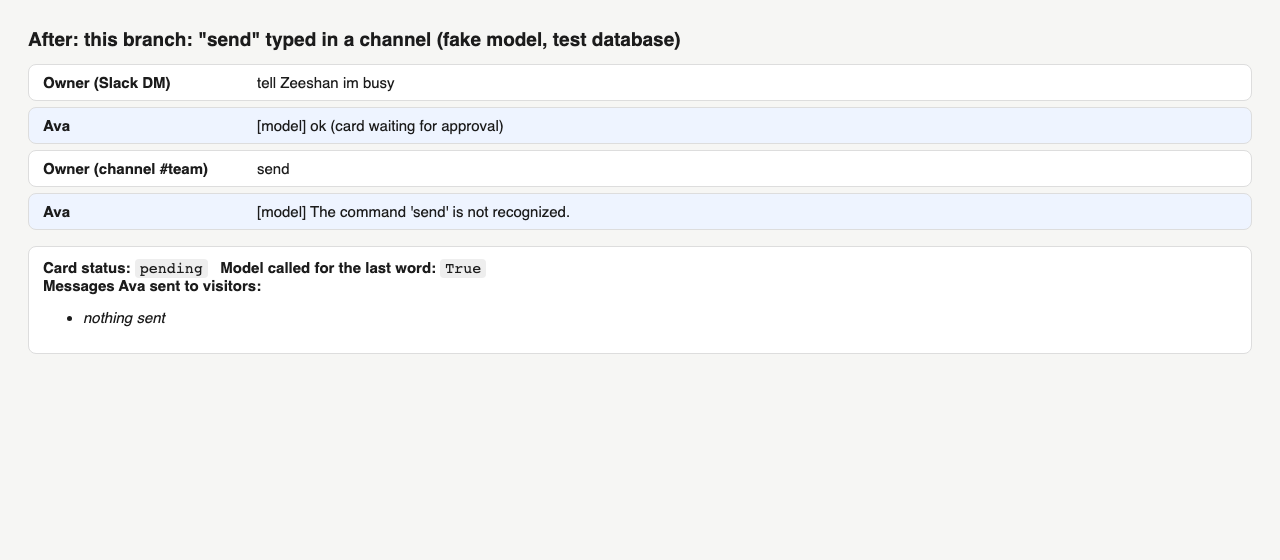 After: this branch: "send" typed in a channel (fake model, test database)
Owner (Slack DM) tell Zeeshan im busy
Ava [model] ok (card waiting for approval)
Owner (channel #team) send
Ava [model] The command 'send' is not recognized.
Card status: pending Model called for the last word: True
Messages Ava sent to visitors:
• nothing sent